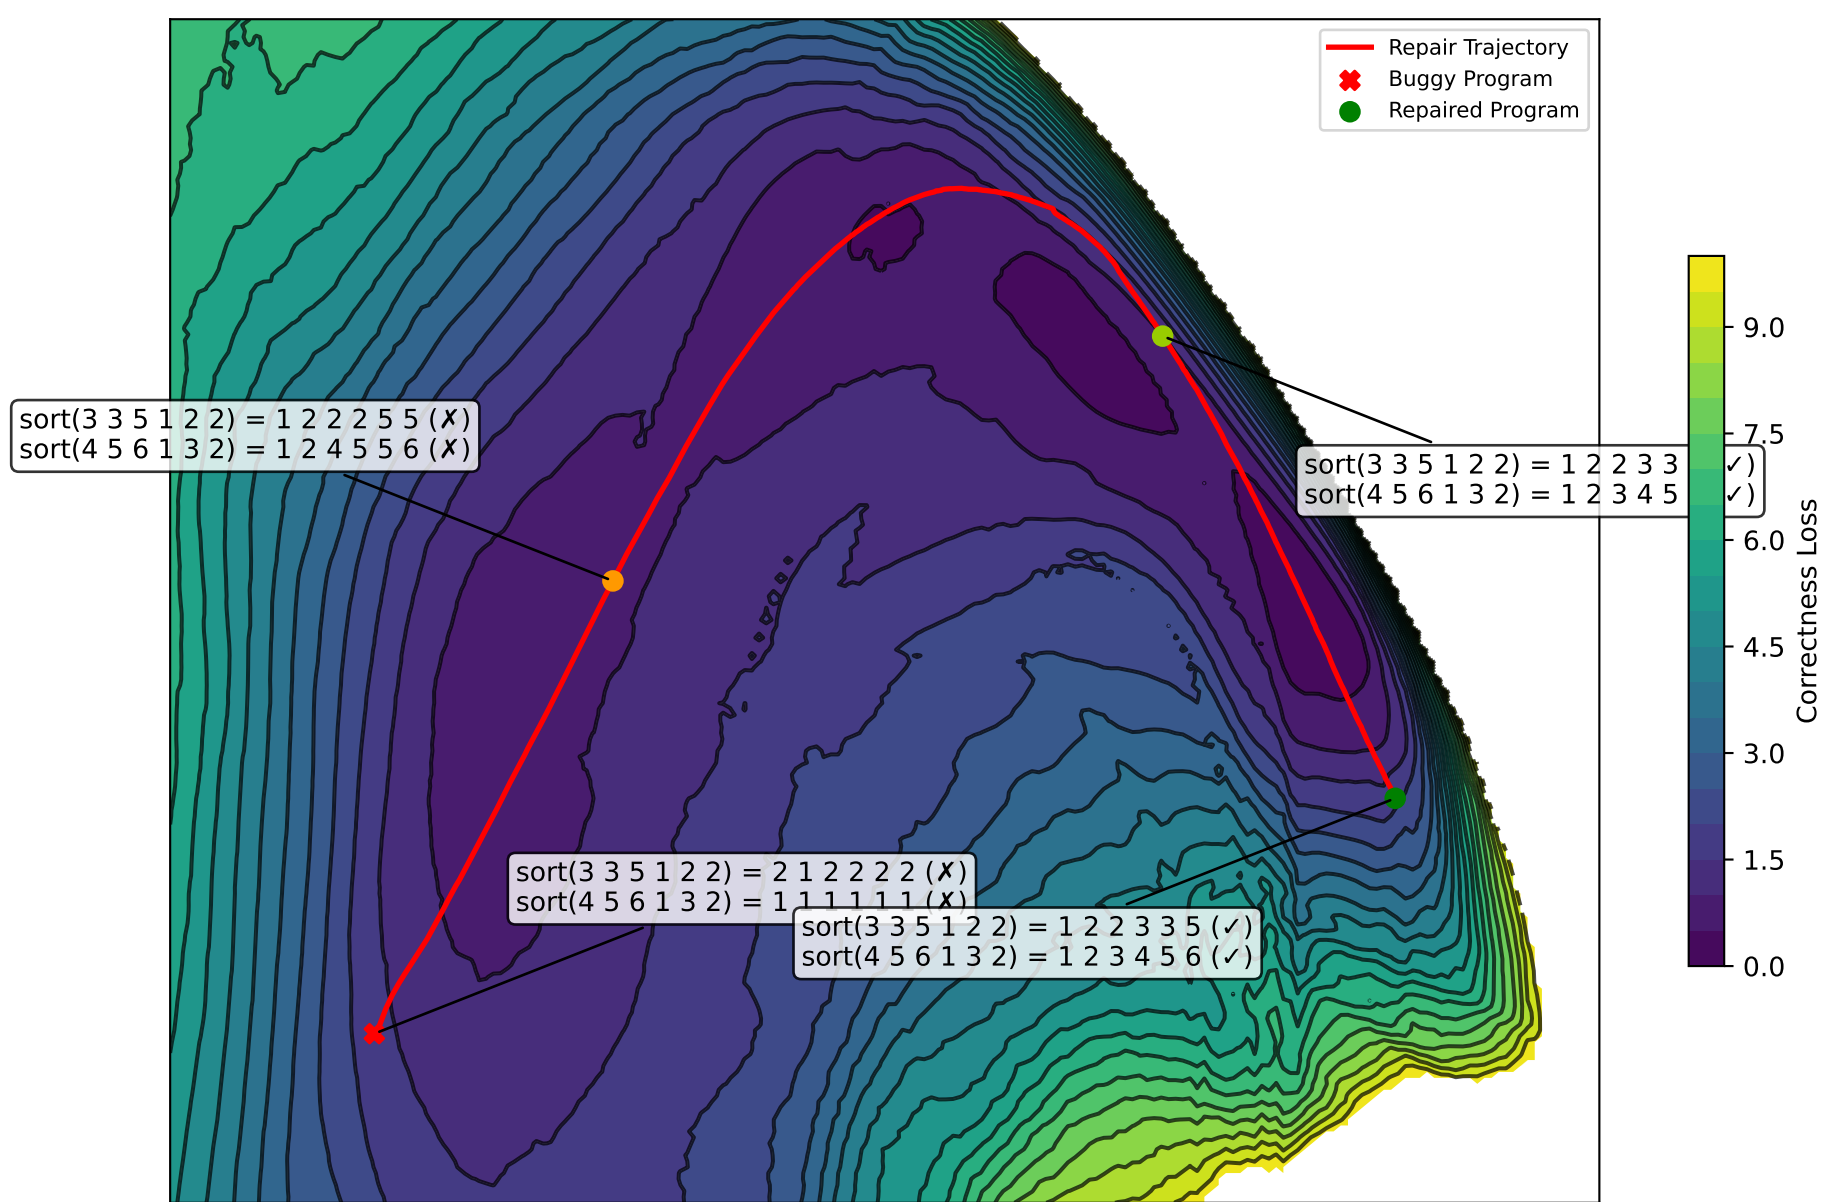 Repair Trajectory
Buggy Program
Repaired Program
sort(3 3 5 1 2 2) = 1 2 2 2 5 5 (✗)
sort(4 5 6 1 3 2) = 1 2 4 5 5 6 (✗)
sort(3 3 5 1 2 2) = 1 2 2 3 3 ✓)
sort(4 5 6 1 3 2) = 1 2 3 4 5 ✓)
sort(3 3 5 1 2 2) = 2 1 2 2 2 2 (✗)
sort(4 5 6 1 3 2) = 1 1 1 1 1 1 (✗)
sort(3 3 5 1 2 2) = 1 2 2 3 3 5 (✓)
sort(4 5 6 1 3 2) = 1 2 3 4 5 6 (✓)
9.0
7.5
6.0
4.5
3.0
1.5
0.0
Correctness Loss